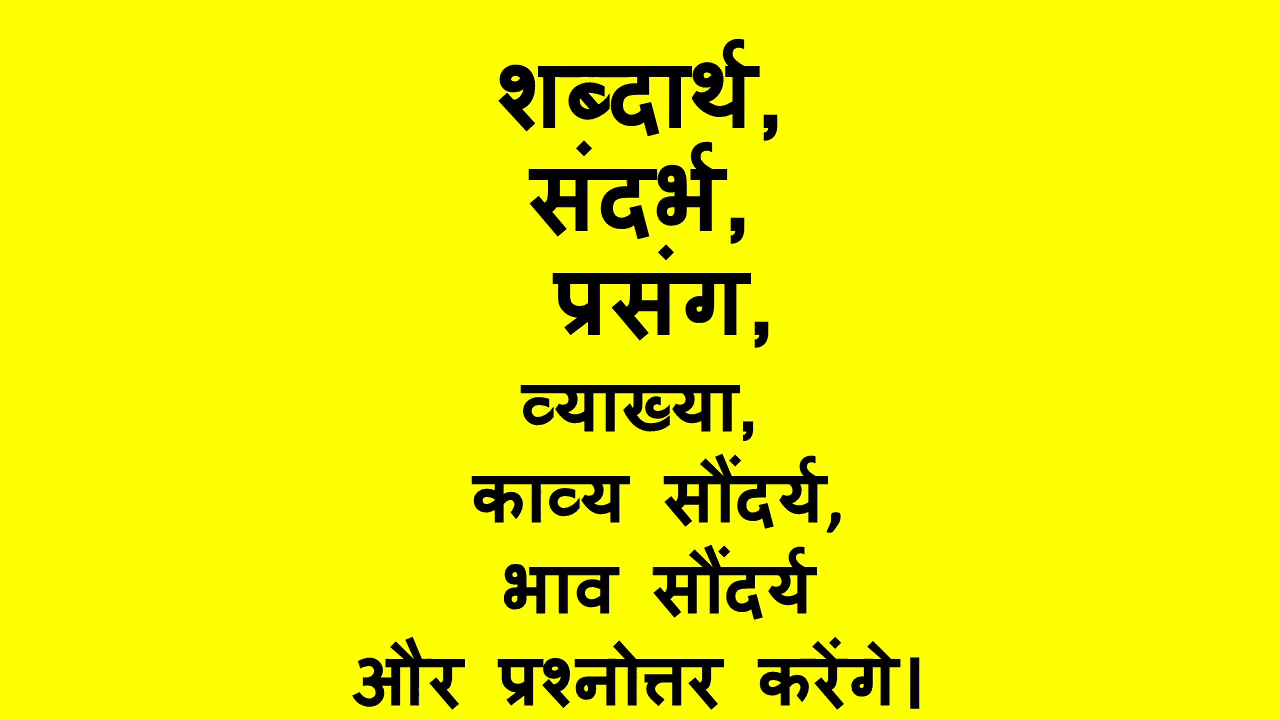 शब्दार्थ,
संदर्भ,
प्रसंग,
व्याख्या,
काव्य सौंदर्य,
भाव सौंदर्य
और प्रश्नोत्तर करेंगे।